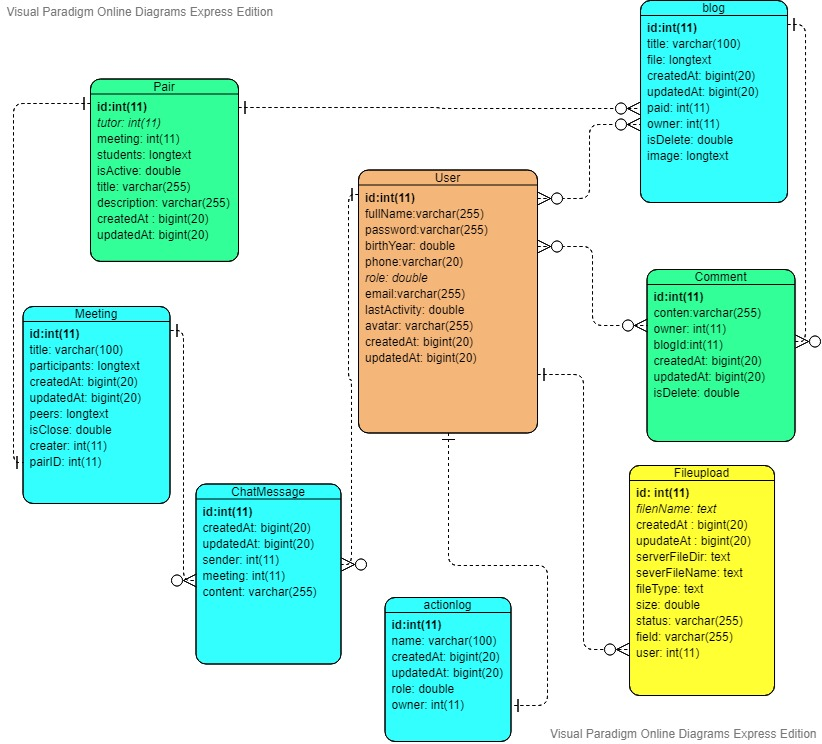 Visual Paradigm Online Diagrams Express Edition
blog
id:int(11)
title: varchar(100)
file: longtext
createdAt: bigint(20)
updatedAt: bigint(20)
paid: int(11)
owner: int(11)
isDelete: double
image: longtext
Pair
id:int(11)
tutor: int(11)
meeting: int(11)
students: longtext
isActive: double
title: varchar(255)
description: varchar(255)
createdAt : bigint(20)
updatedAt: bigint(20)
User
id:int(11)
fullName:varchar(255)
password:varchar(255)
birthYear: double
phone:varchar(20)
role: double
email:varchar(255)
lastActivity: double
avatar: varchar(255)
createdAt: bigint(20)
updatedAt: bigint(20)
Comment
id:int(11)
conten:varchar(255)
owner: int(11)
blogId:int(11)
createdAt: bigint(20)
updatedAt: bigint(20)
isDelete: double
Meeting
id:int(11)
title: varchar(100)
participants: longtext
createdAt: bigint(20)
updatedAt: bigint(20)
peers: longtext
isClose: double
creater: int(11)
pairID: int(11)
ChatMessage
id:int(11)
createdAt: bigint(20)
updatedAt: bigint(20)
sender: int(11)
meeting: int(11)
content: varchar(255)
Fileupload
id: int(11)
filenName: text
createdAt : bigint(20)
upudateAt : bigint(20)
serverFileDir: text
severFileName: text
fileType: text
size: double
status: varchar(255)
field: varchar(255)
user: int(11)
actionlog
id:int(11)
name: varchar(100)
createdAt: bigint(20)
updatedAt: bigint(20)
role: double
owner: int(11)
Visual Paradigm Online Diagrams Express Edition